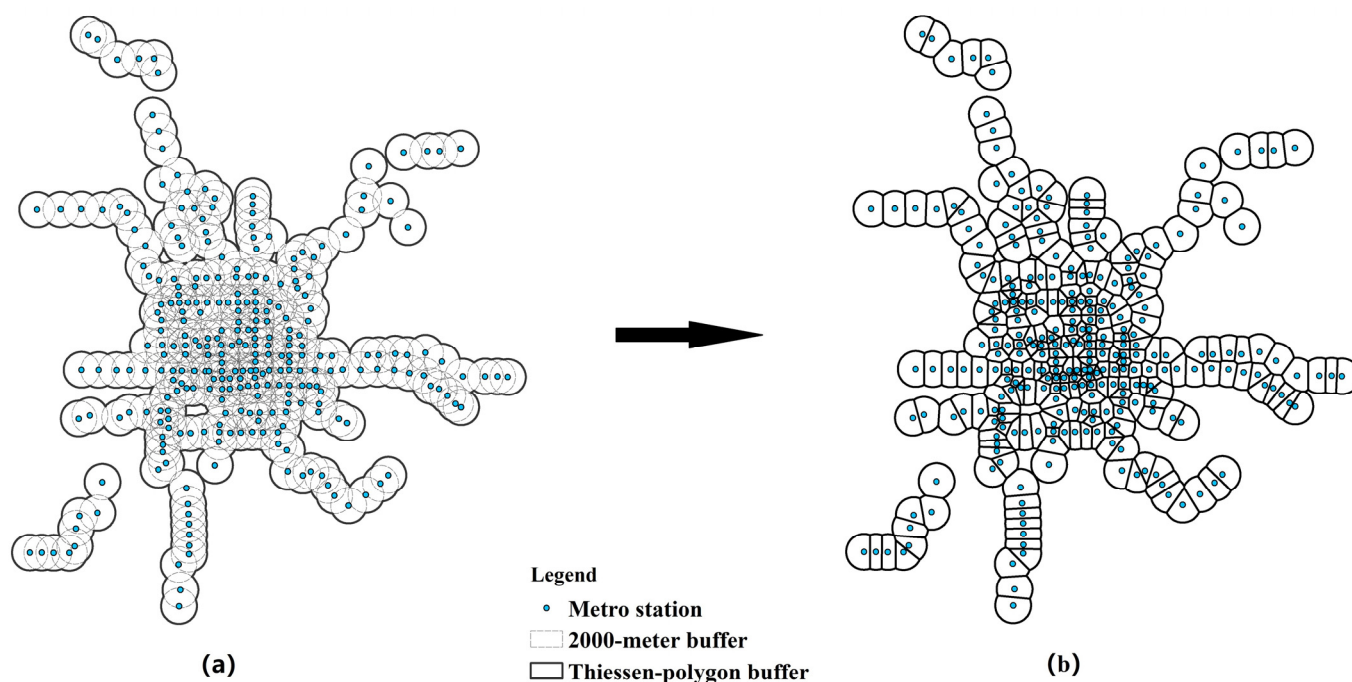 Legend
Metro station
2000-meter buffer
Thiessen-polygon buffer
(a)
(b)